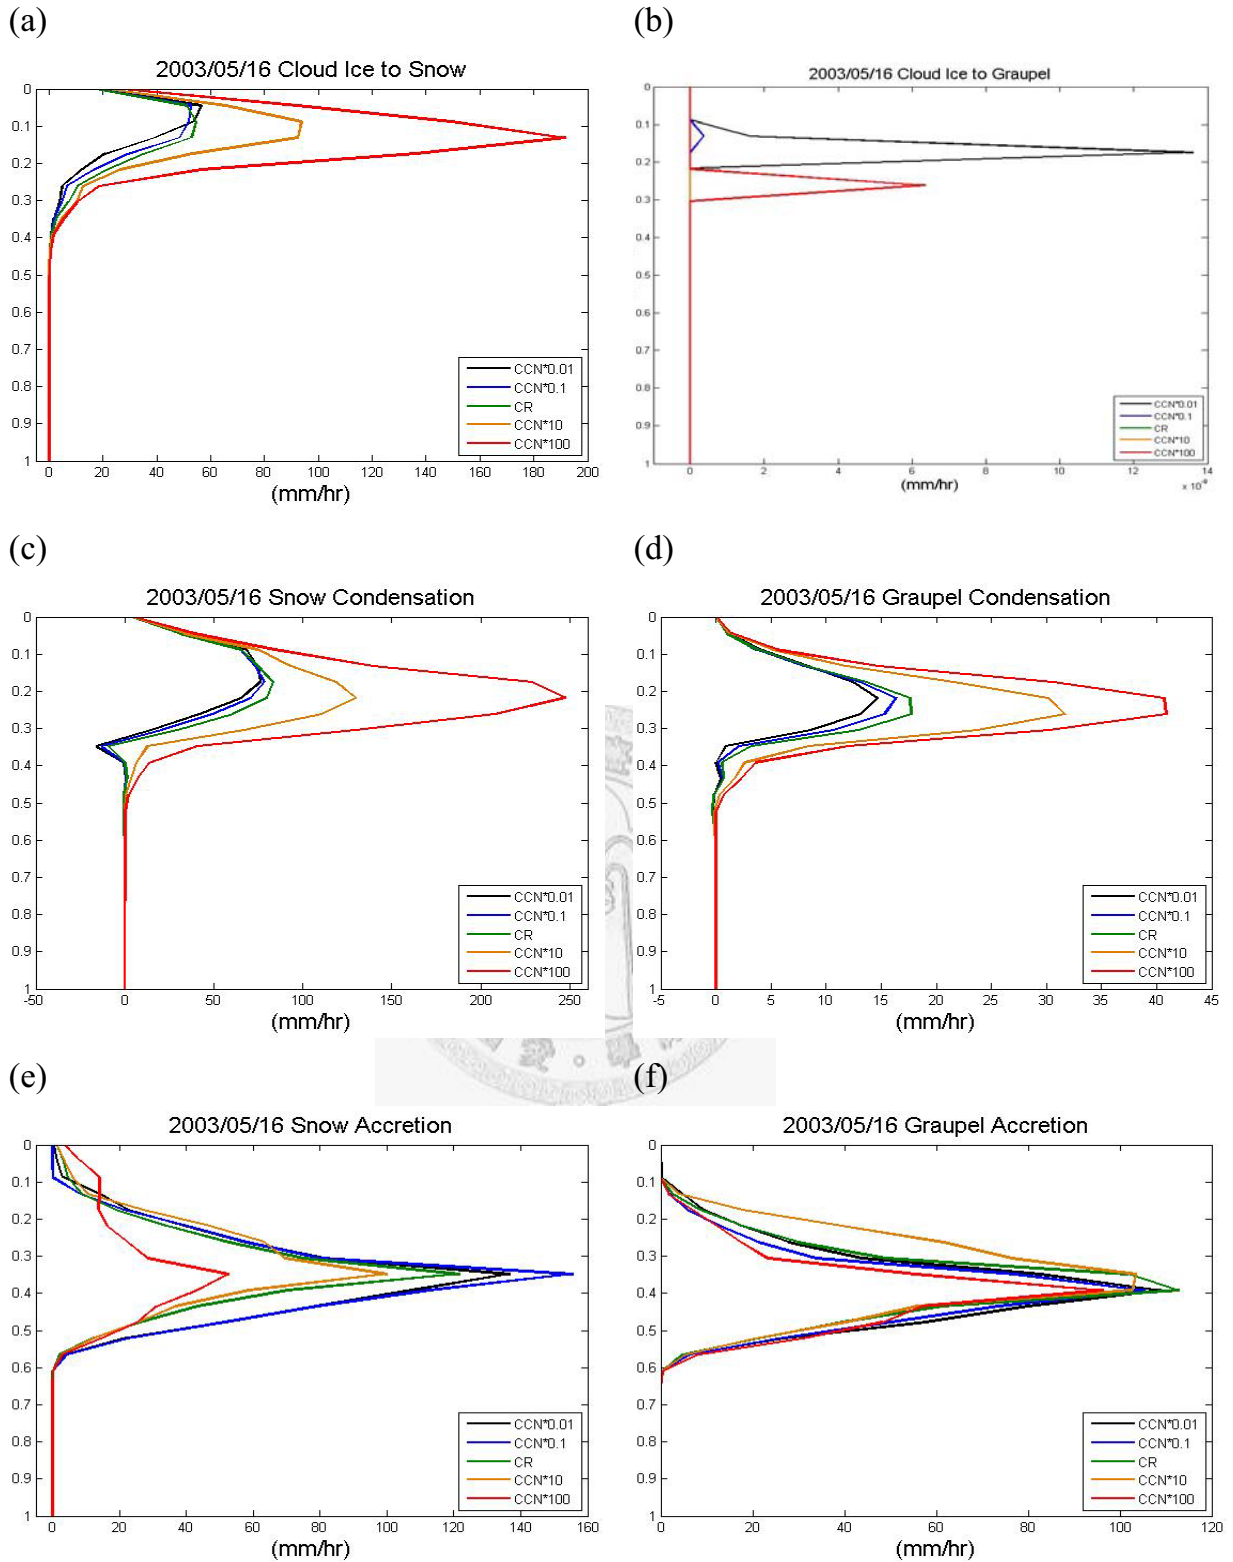 (a)
2003/05/16 Cloud Ice to Snow
0
0.1
0.2
0.3
0.4
0.5
0.6
0.7
0.8
0.9
1
CCN*0.01
CCN*0.1
CR
CCN*10
CCN*100
0 20 40 60 80 100 120 140 160 180 200
(mm/hr)
(b)
2003/05/16 Cloud Ice to Graupel
0
0.1
0.2
0.3
0.4
0.5
0.6
0.7
0.8
0.9
1
CCN*0.01
CCN*0.1
CR
CCN*10
CCN*100
0 2 4 6 8 10 12 14
(mm/hr)
(c)
2003/05/16 Snow Condensation
0
0.1
0.2
0.3
0.4
0.5
0.6
0.7
0.8
0.9
1
CCN*0.01
CCN*0.1
CR
CCN*10
CCN*100
-50 0 50 100 150 200 250
(mm/hr)
(d)
2003/05/16 Graupel Condensation
0
0.1
0.2
0.3
0.4
0.5
0.6
0.7
0.8
0.9
1
CCN*0.01
CCN*0.1
CR
CCN*10
CCN*100
-5 0 5 10 15 20 25 30 35 40 45
(mm/hr)
(e)
2003/05/16 Snow Accretion
0
0.1
0.2
0.3
0.4
0.5
0.6
0.7
0.8
0.9
1
CCN*0.01
CCN*0.1
CR
CCN*10
CCN*100
0 20 40 60 80 100 120 140 160
(mm/hr)
(f)
2003/05/16 Graupel Accretion
0
0.1
0.2
0.3
0.4
0.5
0.6
0.7
0.8
0.9
1
CCN*0.01
CCN*0.1
CR
CCN*10
CCN*100
0 20 40 60 80 100 120
(mm/hr)